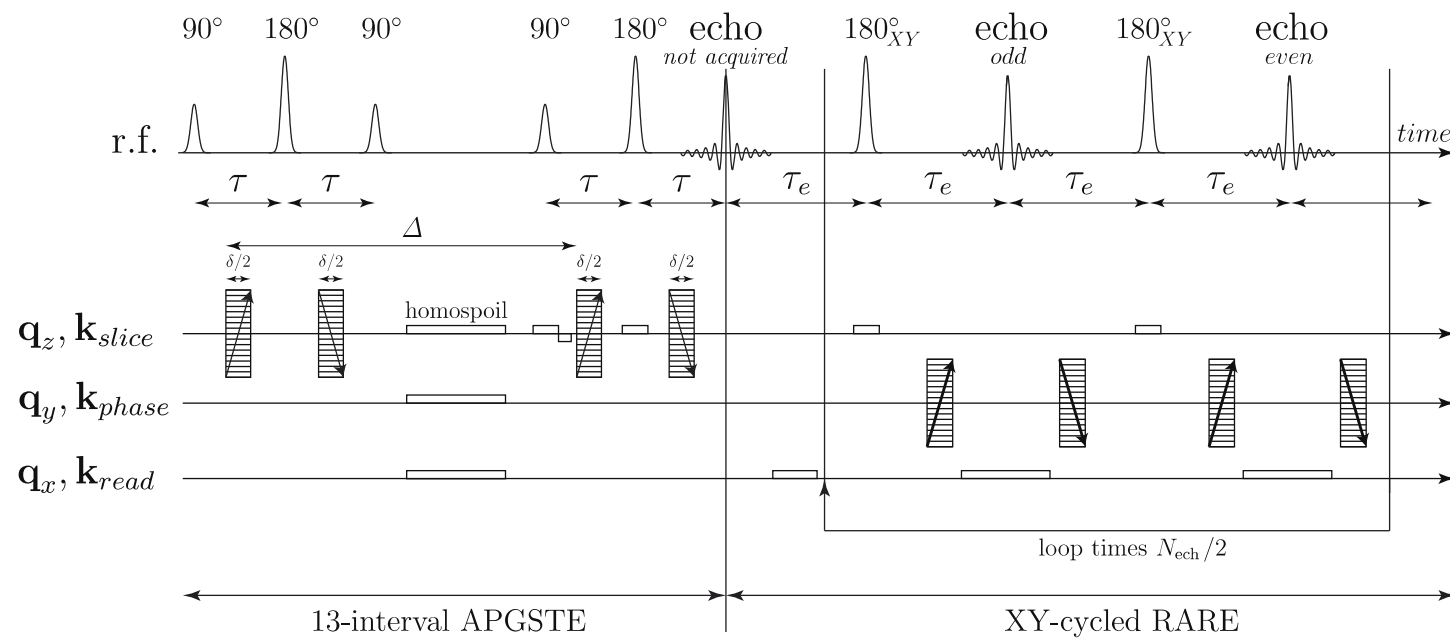 90° 180° 90° 90° 180° echo 180°XY echo 180°XY echo
not acquired odd even
r.f. time
τ τ τ τ τe τe τe τe
Δ
δ/2 δ/2 δ/2 δ/2
homospoil
qz, kslice
qy, kphase
qx, kread
loop times Nech/2
13-interval APGSTE XY-cycled RARE